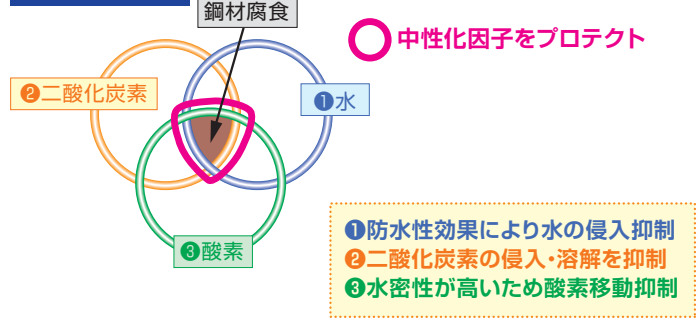 鋼材腐食
中性化因子をプロテクト
❷二酸化炭素
❶水
❸酸素
❶防水性効果により水の侵入抑制
❷二酸化炭素の侵入・溶解を抑制
❸水密性が高いため酸素移動抑制